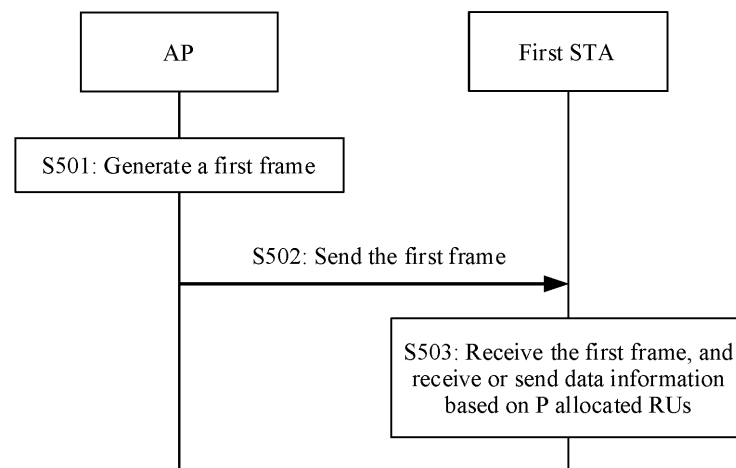 AP
First STA
S501: Generate a first frame
S502: Send the first frame
S503: Receive the first frame, and
receive or send data information
based on P allocated RUs